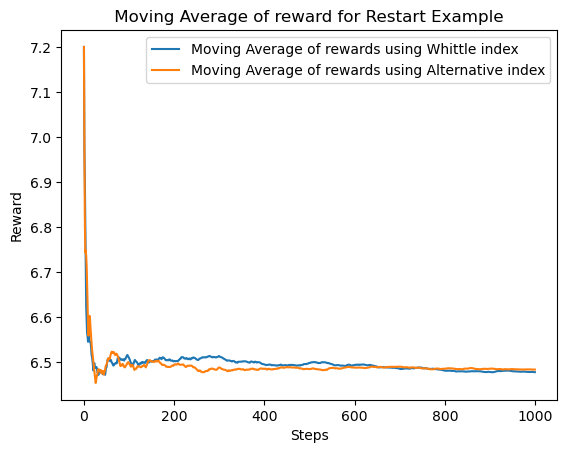 Moving Average of reward for Restart Example
Moving Average of rewards using Whittle index
Moving Average of rewards using Alternative index
7.2
7.1
7.0
6.9
6.8
6.7
6.6
6.5
Reward
0 200 400 600 800 1000
Steps